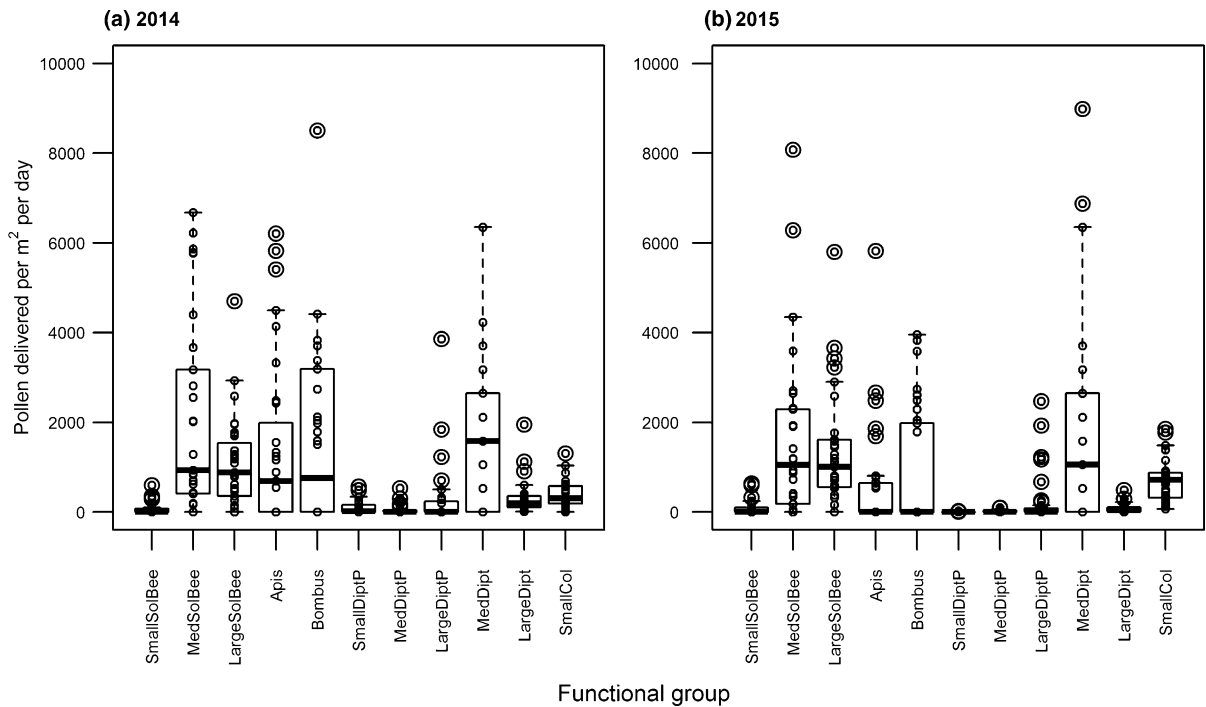 (a) 2014
(b) 2015
Pollen delivered per m² per day
10000
8000
6000
4000
2000
0
10000
8000
6000
4000
2000
0
SmallSolBee
MedSolBee
LargeSolBee
Apis
Bombus
SmallDiptP
MedDiptP
LargeDiptP
MedDipt
LargeDipt
SmallCol
SmallSolBee
MedSolBee
LargeSolBee
Apis
Bombus
SmallDiptP
MedDiptP
LargeDiptP
MedDipt
LargeDipt
SmallCol
Functional group